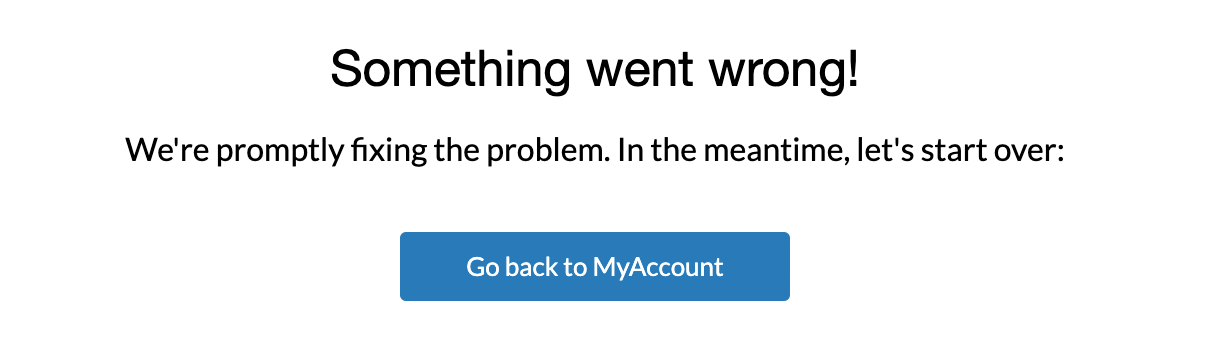 Something went wrong!
We're promptly fixing the problem. In the meantime, let's start over:
Go back to MyAccount